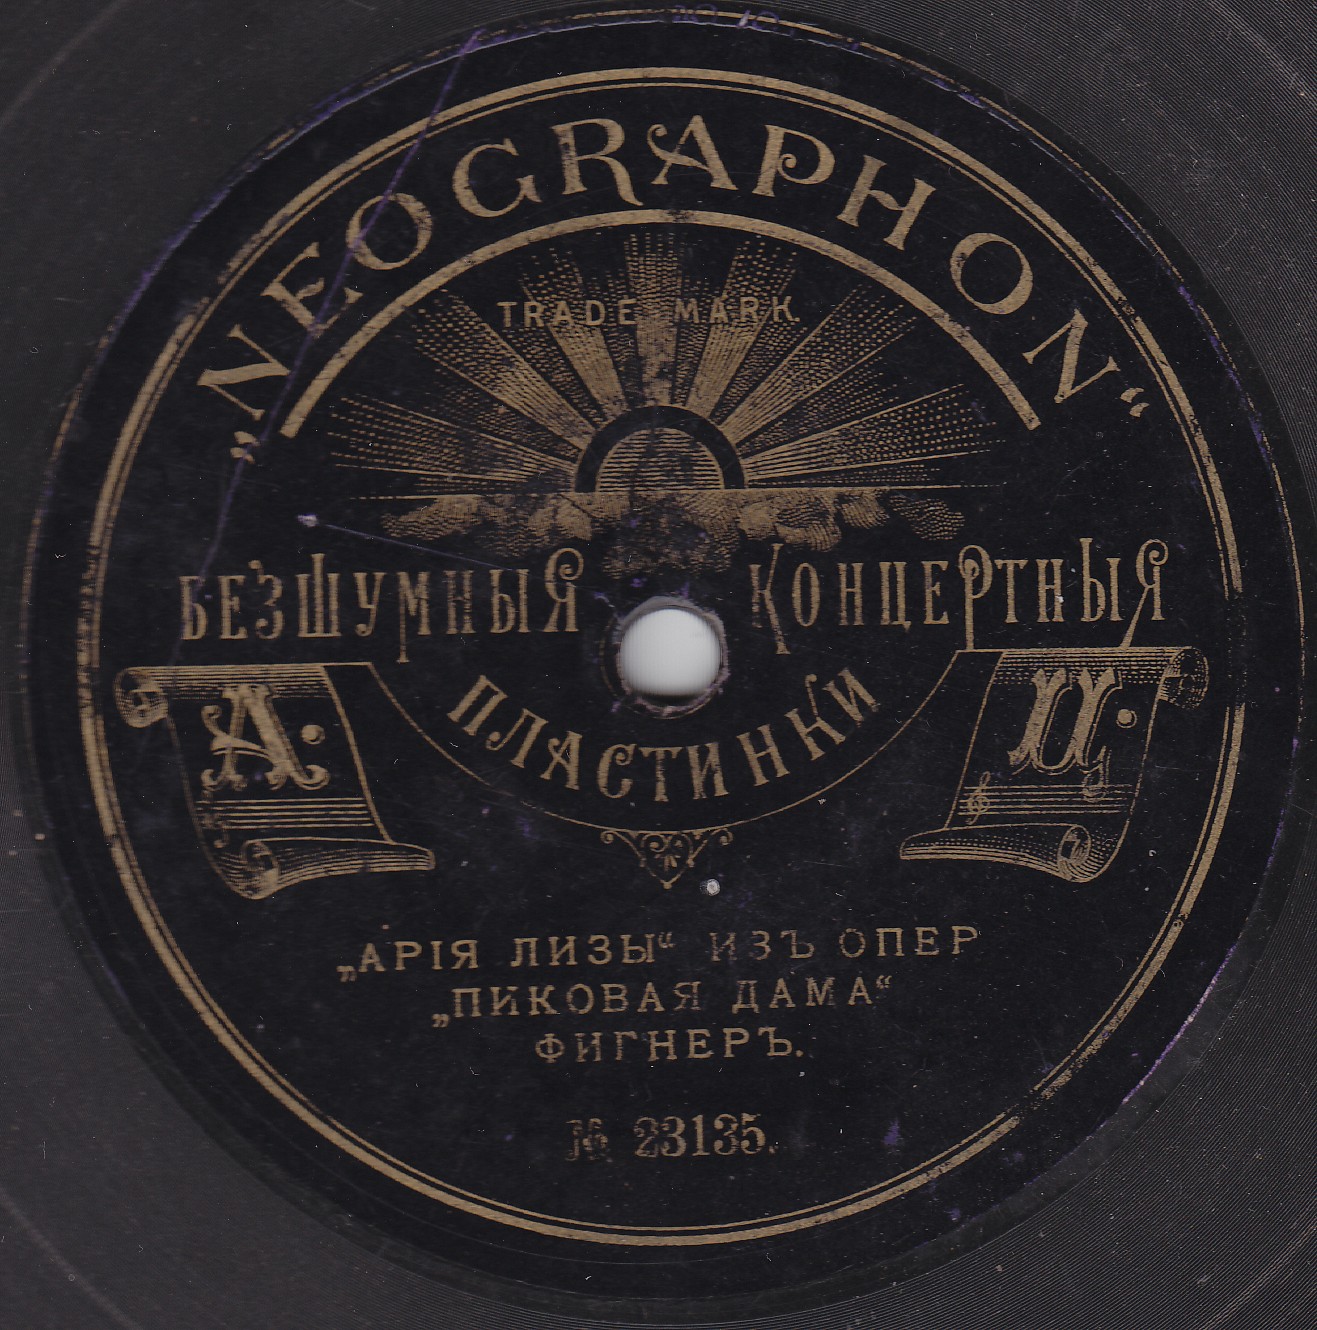 „NEOGRAPHON“
TRADE MARK.
БЕЗШУМНЫЯ КОНЦЕРТНЫЯ
ПЛАСТИНКИ
А. Ц.
„АРІЯ ЛИЗЫ“ ИЗЪ ОПЕР
„ПИКОВАЯ ДАМА“
ФИГНЕРЪ.
№ 23135.